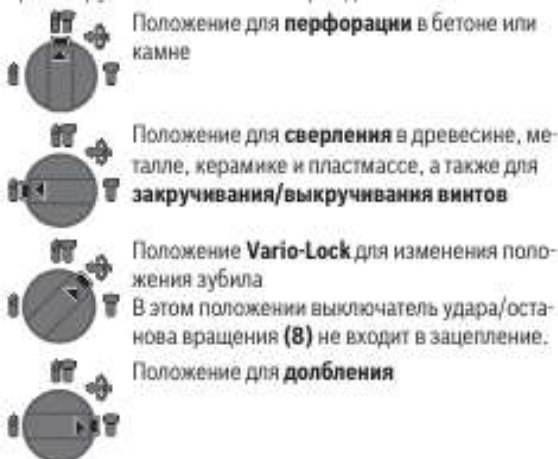 Положение для перфорации в бетоне или
камне
Положение для сверления в древесине, ме-
талле, керамике и пластмассе, а также для
закручивания/выкручивания винтов
Положение Vario-Lock для изменения поло-
жения зубила
В этом положении выключатель удара/оста-
нова вращения (8) не входит в зацепление.
Положение для долбления